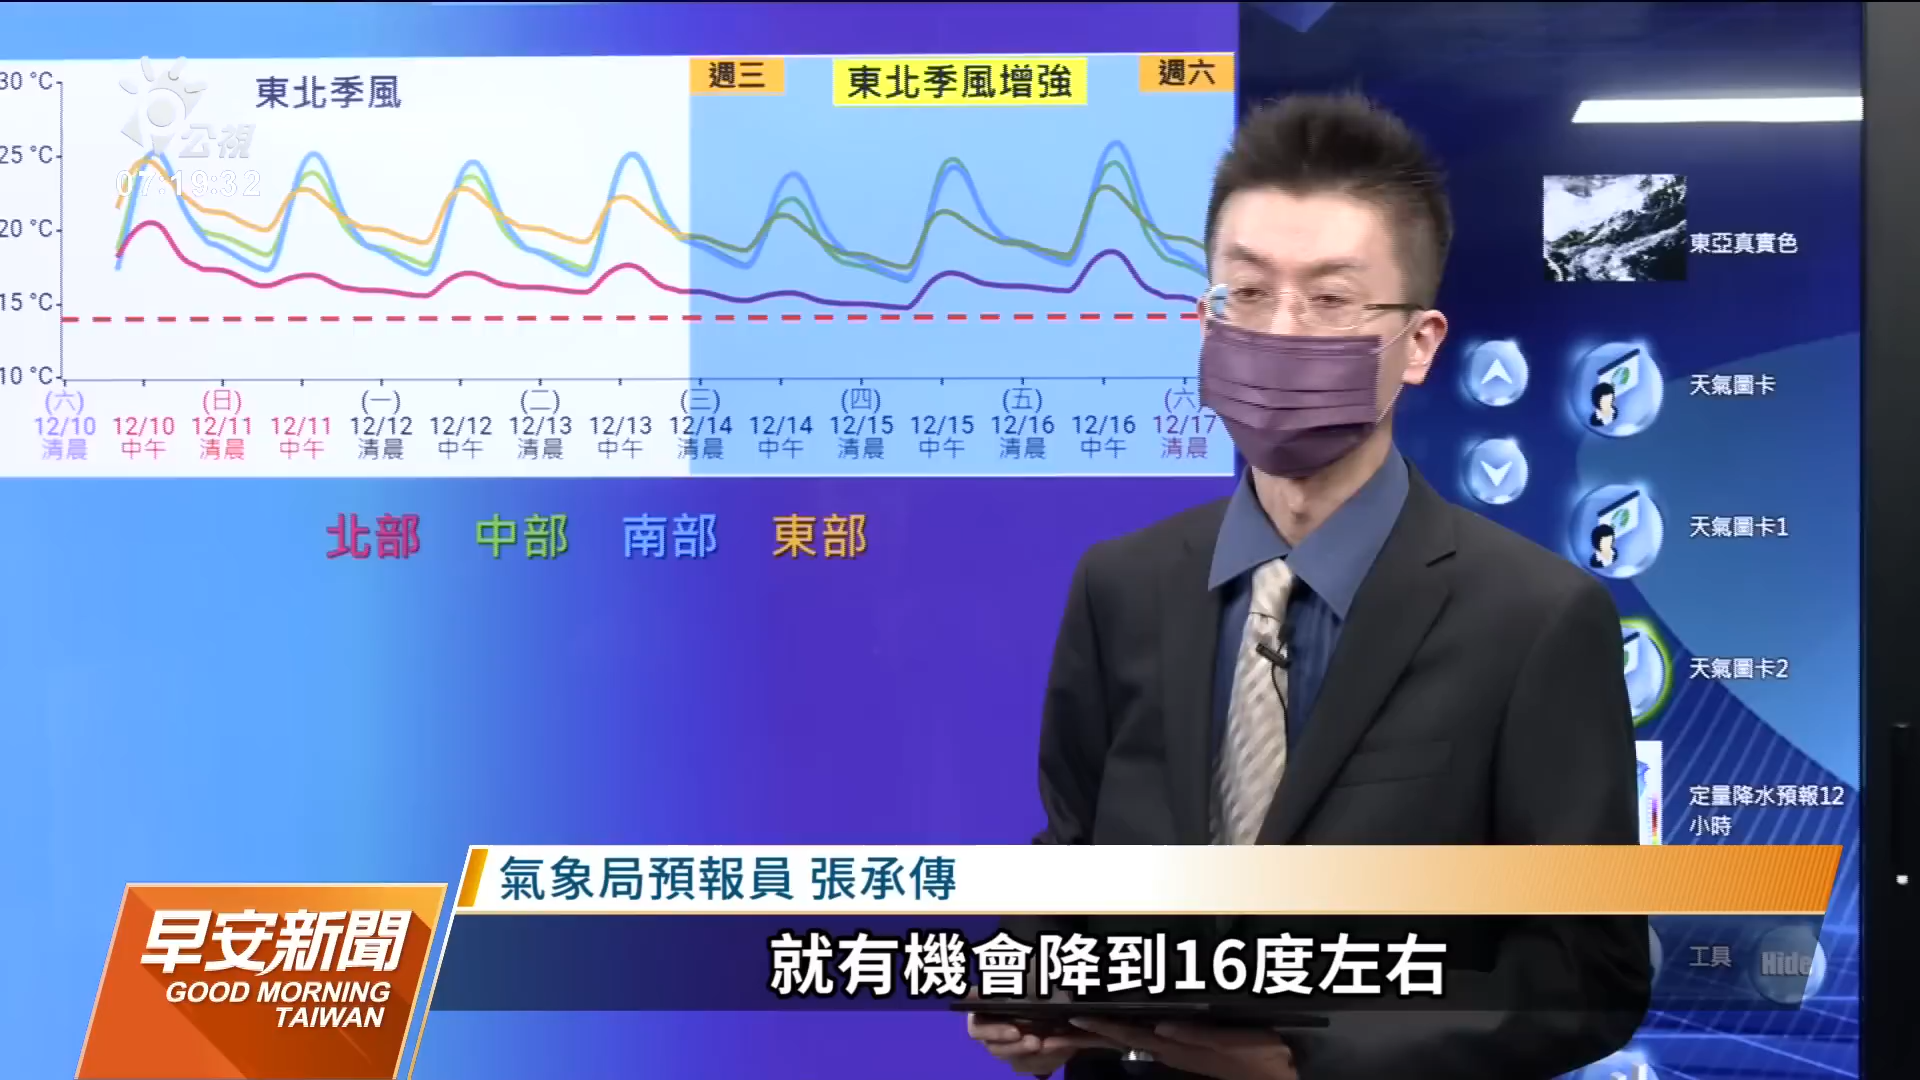 30 °C
25 °C
20 °C
15 °C
10 °C
東北季風
週三
東北季風增強
週六
公視
07:19:32
(六) (日) (一) (二) (三) (四) (五) (六)
12/10 12/10 12/11 12/11 12/12 12/12 12/13 12/13 12/14 12/14 12/15 12/15 12/16 12/16 12/17
清晨 中午 清晨 中午 清晨 中午 清晨 中午 清晨 中午 清晨 中午 清晨 中午 清晨
北部 中部 南部 東部
東亞真實色
天氣圖卡
天氣圖卡1
天氣圖卡2
定量降水預報12
小時
工具
Hide
氣象局預報員 張承傳
就有機會降到16度左右
早安新聞
GOOD MORNING
TAIWAN